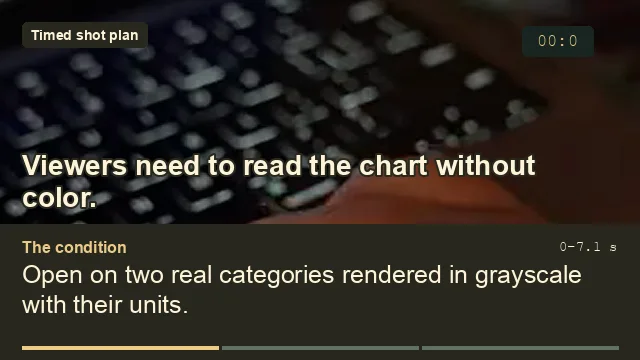 Timed shot plan
00:0
Viewers need to read the chart without
color.
The condition
0–7.1 s
Open on two real categories rendered in grayscale
with their units.